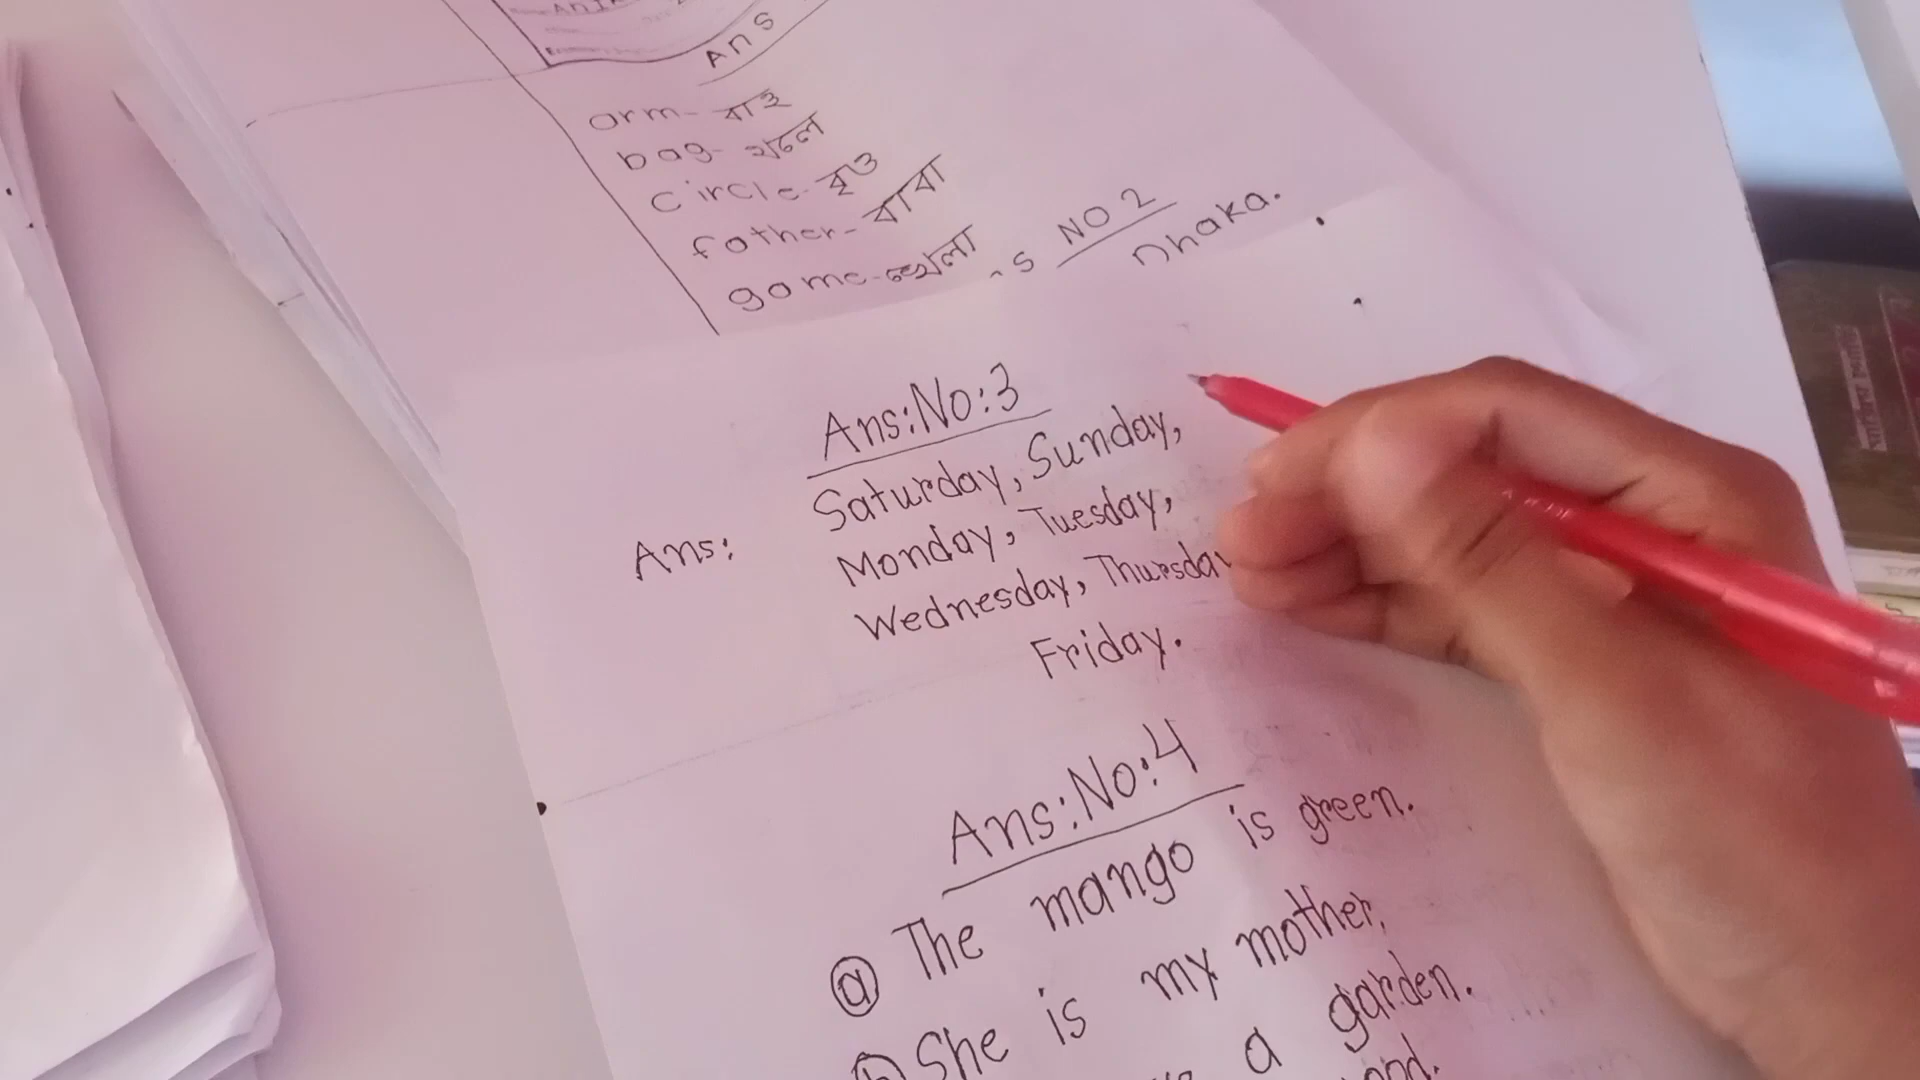 Ans
arm- বাহু
bag- থলে
circle- বৃত্ত
father- বাবা
game- খেলা
NO 2
Dhaka.
Ans:No:3
Ans: Saturday, Sunday,
Monday, Tuesday,
Wednesday, Thursday
Friday.
Ans:No:4
ⓐ The mango is green.
ⓑ She is my mother.
a garden.